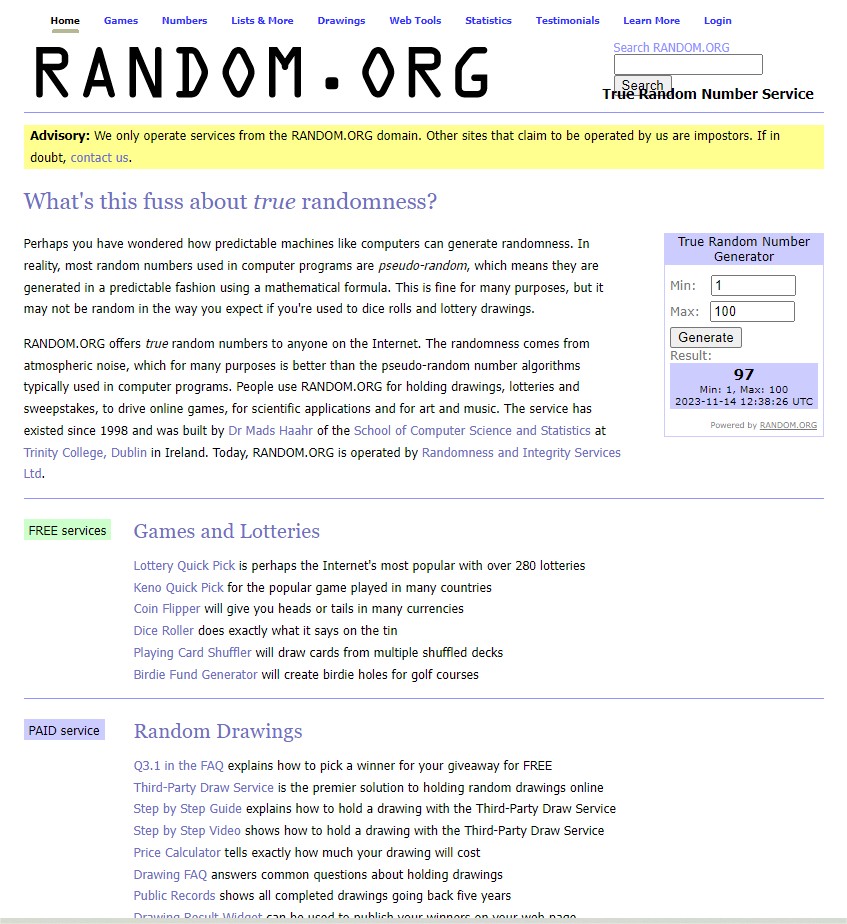 Home Games Numbers Lists & More Drawings Web Tools Statistics Testimonials Learn More Login
RANDOM.ORG
Search RANDOM.ORG
Search
True Random Number Service
Advisory: We only operate services from the RANDOM.ORG domain. Other sites that claim to be operated by us are impostors. If in
doubt, contact us.
What's this fuss about true randomness?
Perhaps you have wondered how predictable machines like computers can generate randomness. In
reality, most random numbers used in computer programs are pseudo-random, which means they are
generated in a predictable fashion using a mathematical formula. This is fine for many purposes, but it
may not be random in the way you expect if you're used to dice rolls and lottery drawings.
RANDOM.ORG offers true random numbers to anyone on the Internet. The randomness comes from
atmospheric noise, which for many purposes is better than the pseudo-random number algorithms
typically used in computer programs. People use RANDOM.ORG for holding drawings, lotteries and
sweepstakes, to drive online games, for scientific applications and for art and music. The service has
existed since 1998 and was built by Dr Mads Haahr of the School of Computer Science and Statistics at
Trinity College, Dublin in Ireland. Today, RANDOM.ORG is operated by Randomness and Integrity Services
Ltd.
True Random Number
Generator
Min: 1
Max: 100
Generate
Result:
97
Min: 1, Max: 100
2023-11-14 12:38:26 UTC
Powered by RANDOM.ORG
FREE services
Games and Lotteries
Lottery Quick Pick is perhaps the Internet's most popular with over 280 lotteries
Keno Quick Pick for the popular game played in many countries
Coin Flipper will give you heads or tails in many currencies
Dice Roller does exactly what it says on the tin
Playing Card Shuffler will draw cards from multiple shuffled decks
Birdie Fund Generator will create birdie holes for golf courses
PAID service
Random Drawings
Q3.1 in the FAQ explains how to pick a winner for your giveaway for FREE
Third-Party Draw Service is the premier solution to holding random drawings online
Step by Step Guide explains how to hold a drawing with the Third-Party Draw Service
Step by Step Video shows how to hold a drawing with the Third-Party Draw Service
Price Calculator tells exactly how much your drawing will cost
Drawing FAQ answers common questions about holding drawings
Public Records shows all completed drawings going back five years
Drawing Result Widget can be used to publish your winners on your web page